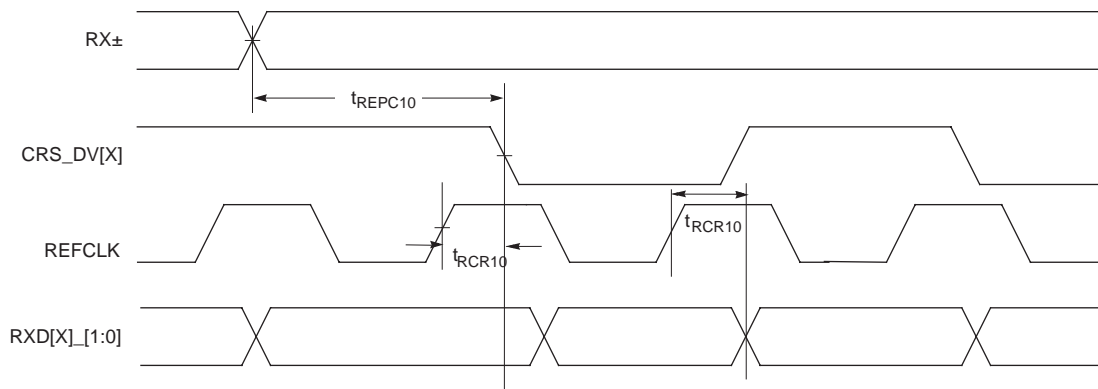 RX±
tREPC10
CRS_DV[X]
tRCR10
REFCLK
tRCR10
RXD[X]_[1:0]